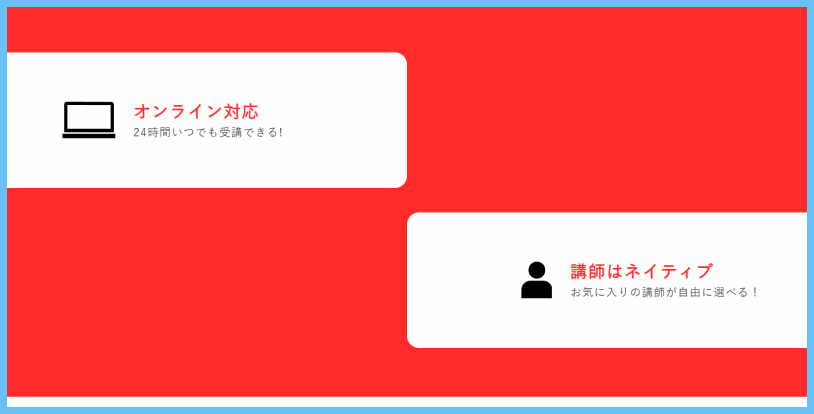 オンライン対応
24時間いつでも受講できる!
講師はネイティブ
お気に入りの講師が自由に選べる！